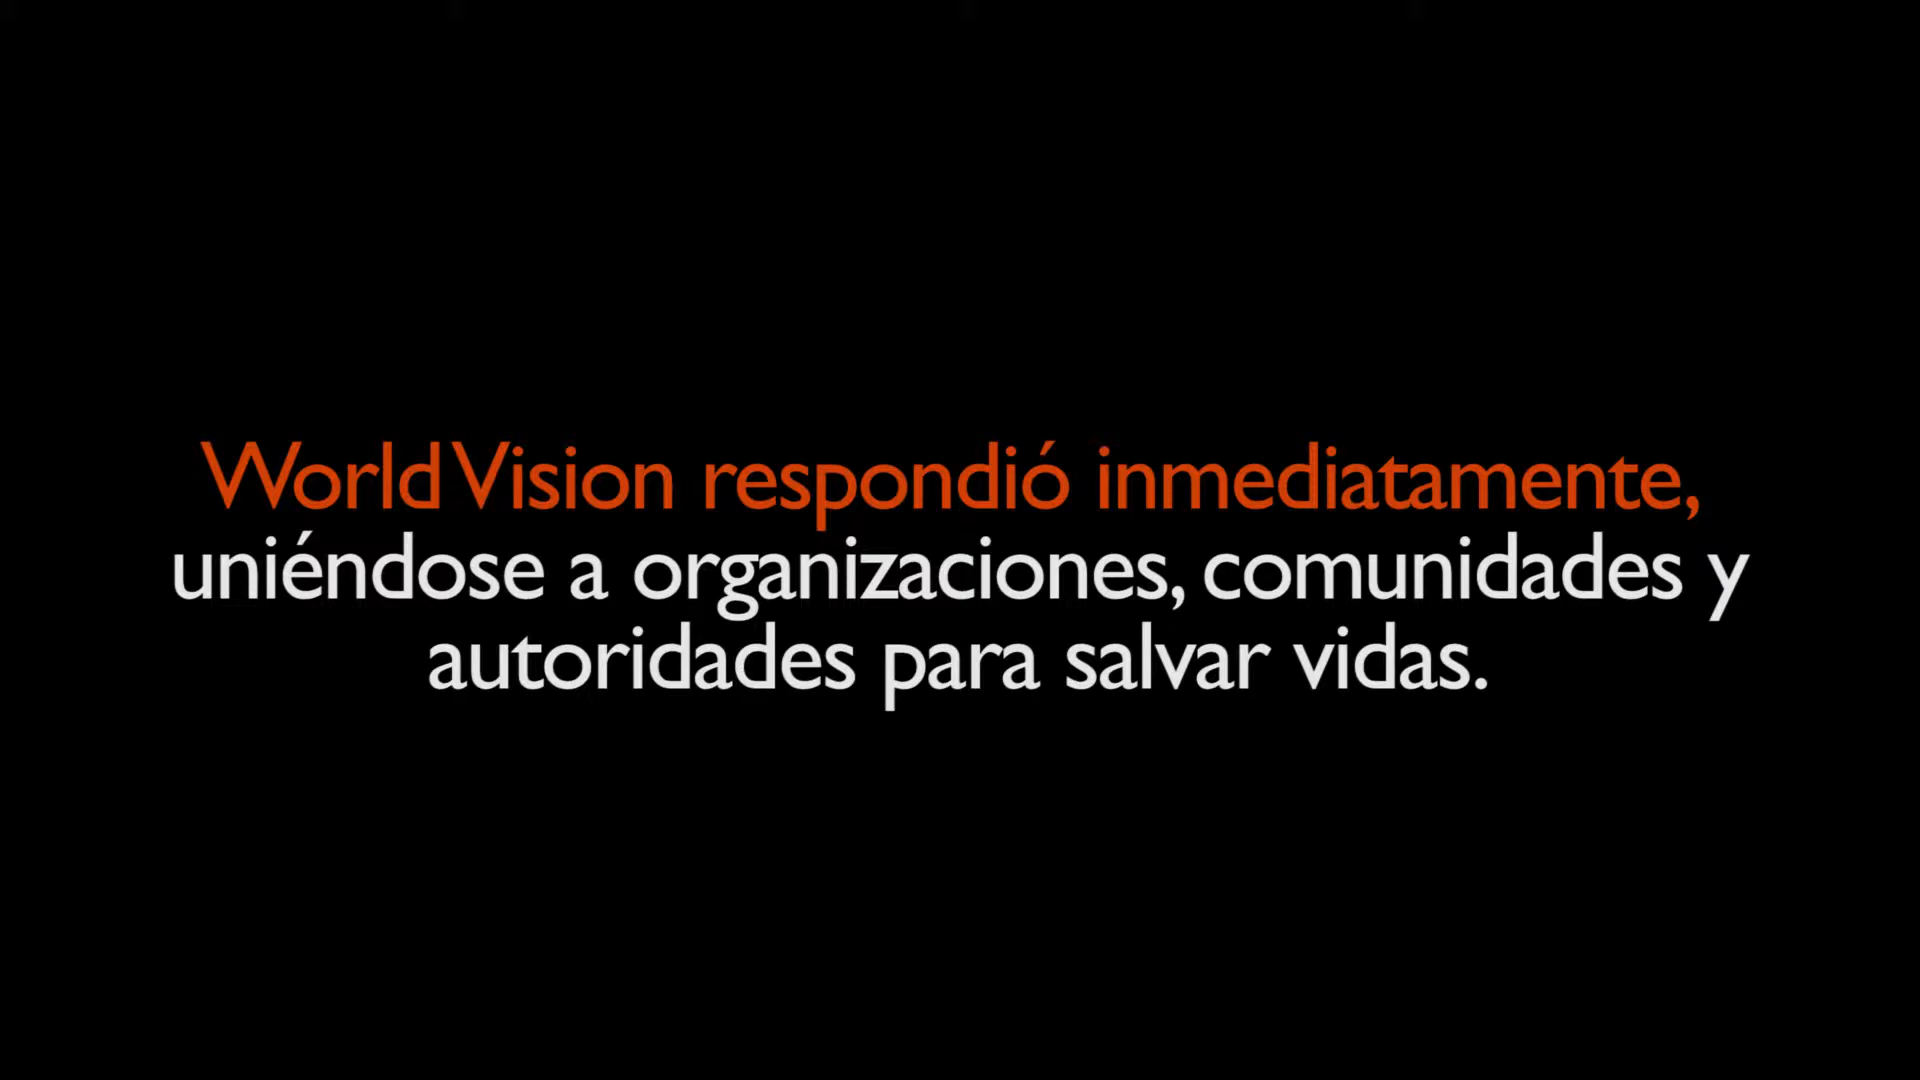 World Vision respondió inmediatamente,
uniéndose a organizaciones, comunidades y
autoridades para salvar vidas.